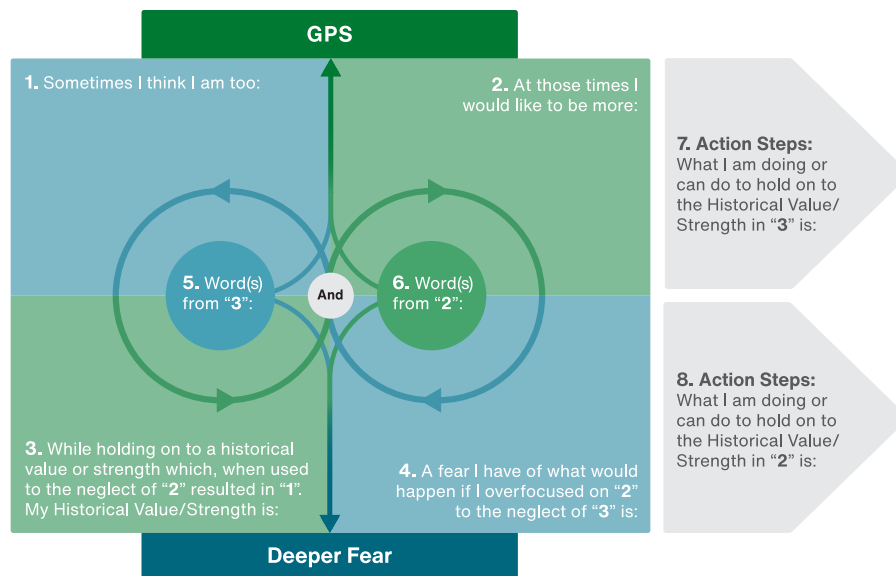 GPS
1. Sometimes I think I am too:
2. At those times I
would like to be more:
5. Word(s)
from “3”:
And
6. Word(s)
from “2”:
3. While holding on to a historical
value or strength which, when used
to the neglect of “2” resulted in “1”.
My Historical Value/Strength is:
4. A fear I have of what would
happen if I overfocused on “2”
to the neglect of “3” is:
Deeper Fear
7. Action Steps:
What I am doing or
can do to hold on to
the Historical Value/
Strength in “3” is:
8. Action Steps:
What I am doing or
can do to hold on to
the Historical Value/
Strength in “2” is: